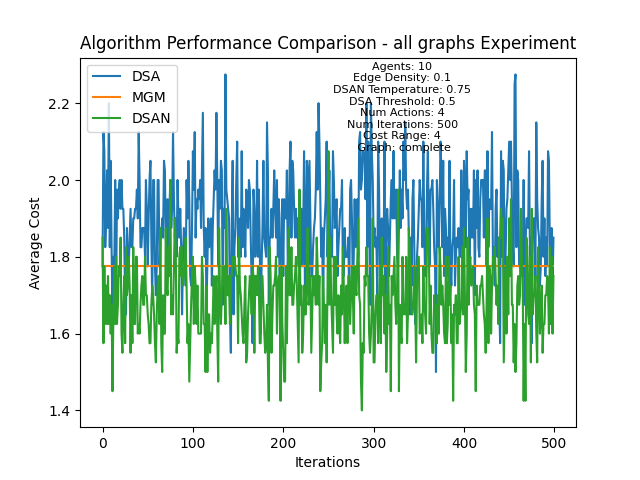 Algorithm Performance Comparison - all graphs Experiment
DSA
MGM
DSAN
Agents: 10
Edge Density: 0.1
DSAN Temperature: 0.75
DSA Threshold: 0.5
Num Actions: 4
Num Iterations: 500
Cost Range: 4
Graph: complete
Average Cost
2.2
2.0
1.8
1.6
1.4
0
100
200
300
400
500
Iterations